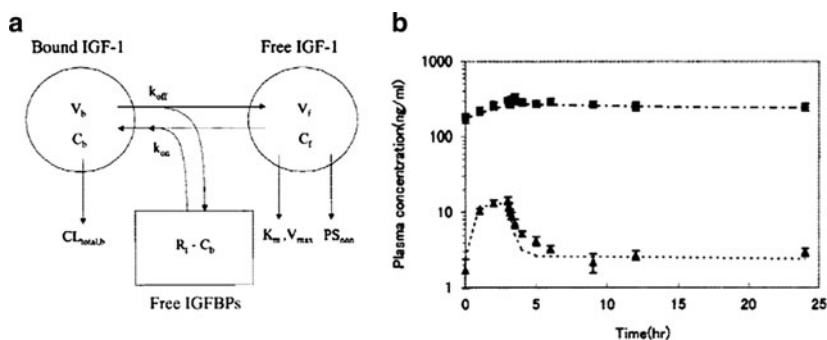 a
Bound IGF-1
Free IGF-1
k_off
V_b
C_b
V_f
C_f
k_on
CL_total,b
R_t - C_b
K_m ,V_max
PS_non
Free IGFBPs
b
Plasma concentration(ng/ml)
1000
100
10
1
0
5
10
15
20
25
Time(hr)